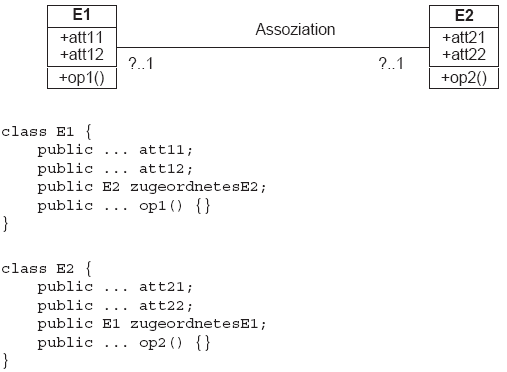 E1
+att11
+att12
+op1()
Assoziation
?..1
?..1
E2
+att21
+att22
+op2()
class E1 {
    public ... att11;
    public ... att12;
    public E2 zugeordnetesE2;
    public ... op1() {}
}
class E2 {
    public ... att21;
    public ... att22;
    public E1 zugeordnetesE1;
    public ... op2() {}
}